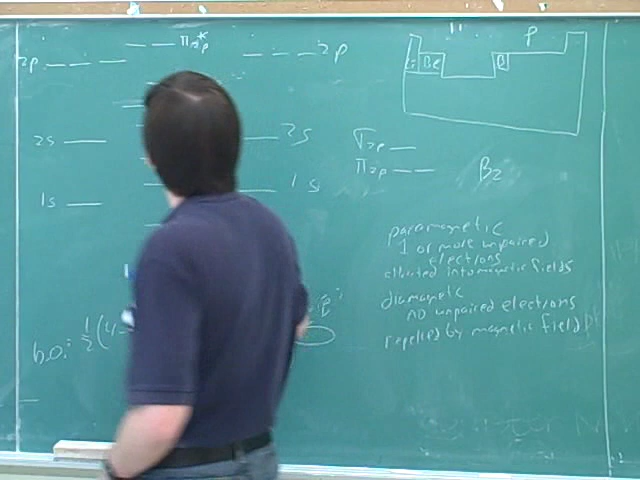 π*2p
2p
2p
P
Be
B
2s
2s
σ2p
π2p
B2
1s
1s
paramagnetic
1 or more unpaired
electrons
into magnetic fields
diamagnetic
no unpaired electrons
repelled by magnetic field
b.o.: 1/2(4-